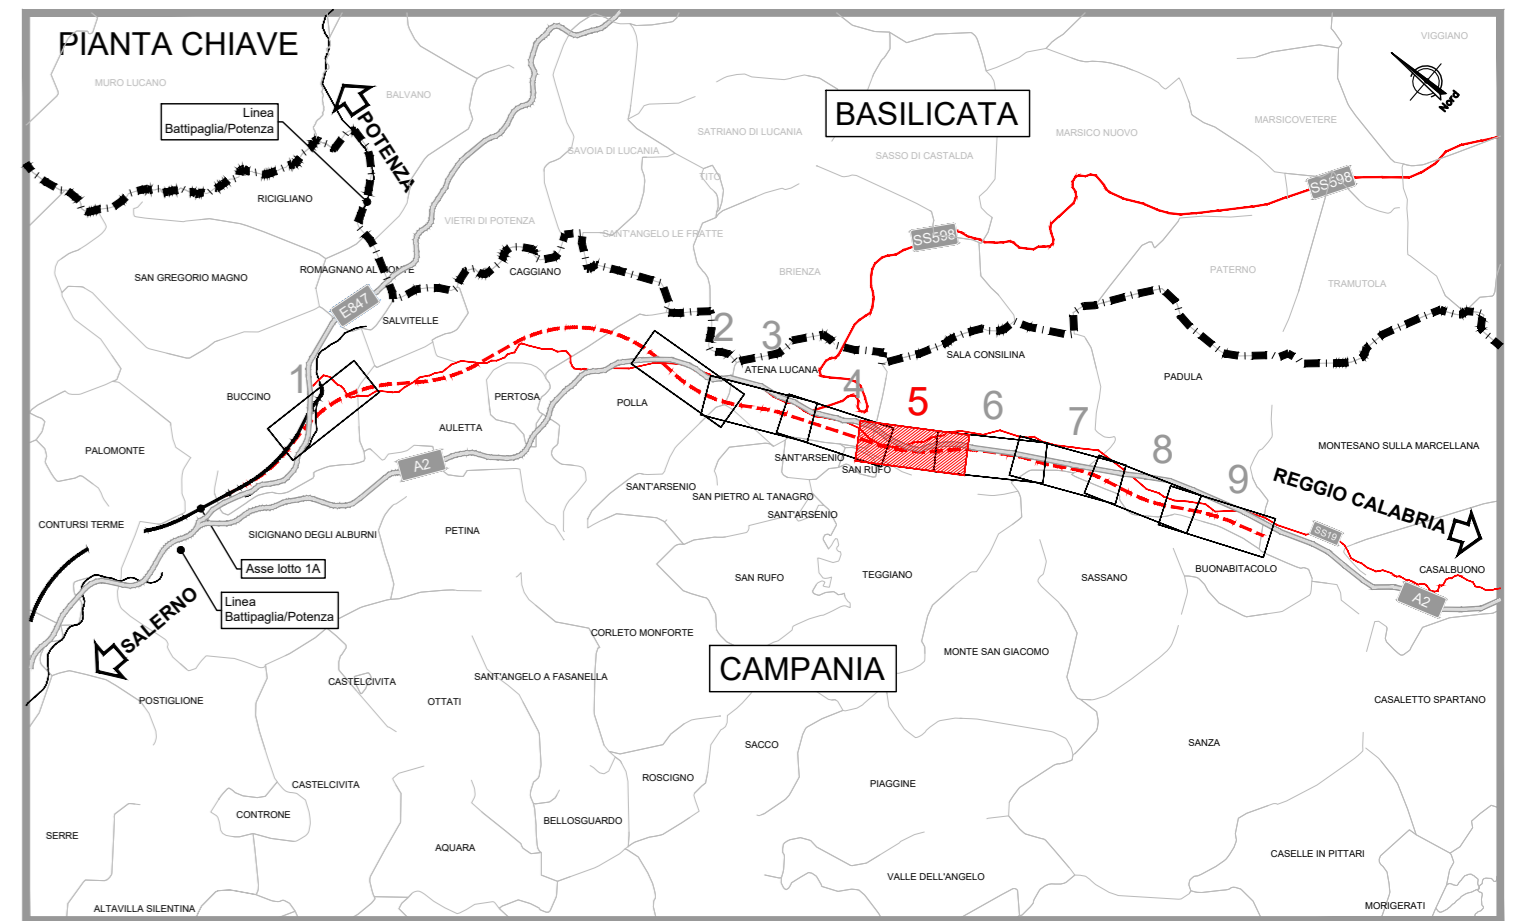 PIANTA CHIAVE
VIGGIANO
MURO LUCANO
BALVANO
Nord
Linea
Battipaglia/Potenza
POTENZA
BASILICATA
SATRIANO DI LUCANIA
MARSICO NUOVO
MARSICOVETERE
SAVOIA DI LUCANIA
SASSO DI CASTALDA
TITO
SS598
RICIGLIANO
VIETRI DI POTENZA
SANT'ANGELO LE FRATTE
SS598
SAN GREGORIO MAGNO
ROMAGNANO AL MONTE
CAGGIANO
BRIENZA
PATERNO
TRAMUTOLA
E847
SALVITELLE
2
3
SALA CONSILINA
ATENA LUCANA
PADULA
1
BUCCINO
PERTOSA
POLLA
4
5
6
7
8
9
AULETTA
PALOMONTE
A2
SANT'ARSENIO
SAN RUFO
MONTESANO SULLA MARCELLANA
SANT'ARSENIO
SAN PIETRO AL TANAGRO
SANT'ARSENIO
REGGIO CALABRIA
CONTURSI TERME
SICIGNANO DEGLI ALBURNI
PETINA
SS19
Asse lotto 1A
SAN RUFO
TEGGIANO
SASSANO
BUONABITACOLO
CASALBUONO
A2
Linea
Battipaglia/Potenza
SALERNO
CORLETO MONFORTE
MONTE SAN GIACOMO
CAMPANIA
CASTELCIVITA
SANT'ANGELO A FASANELLA
POSTIGLIONE
OTTATI
CASALETTO SPARTANO
SACCO
SANZA
ROSCIGNO
PIAGGINE
CASTELCIVITA
CONTRONE
BELLOSGUARDO
SERRE
AQUARA
CASELLE IN PITTARI
VALLE DELL'ANGELO
ALTAVILLA SILENTINA
MORIGERATI